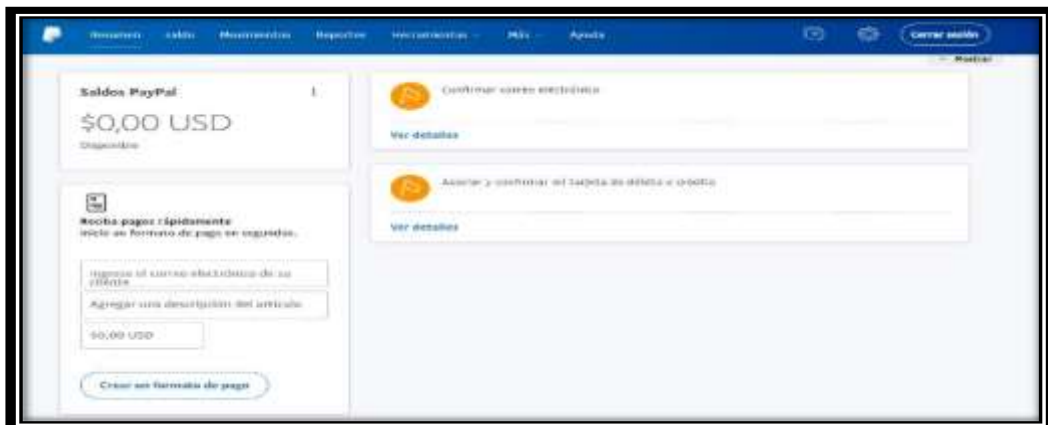 Resumen Saldo Movimientos Reportes Herramientas Más Ayuda Cerrar sesión
Mostrar
Saldos PayPal
$0,00 USD
Disponible
Reciba pagos rápidamente
Inicie un formato de pago en segundos.
Ingrese el correo electrónico de su
cliente
Agregar una descripción del artículo
$0,00 USD
Crear un formato de pago
Confirmar correo electrónico
Ver detalles
Asociar y confirmar mi tarjeta de débito o crédito
Ver detalles